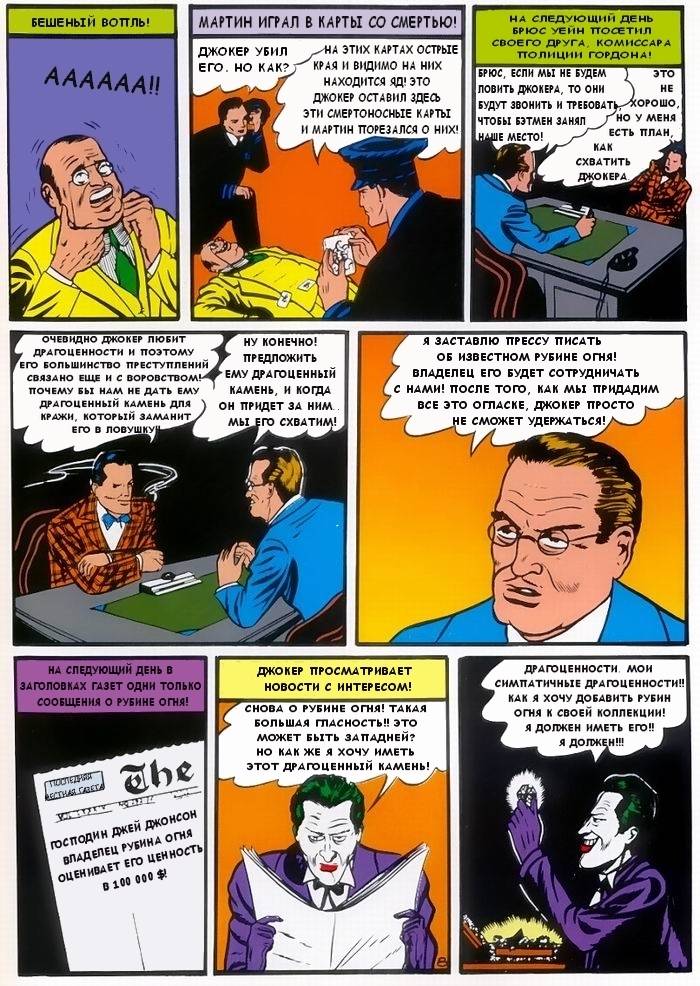 БЕШЕНЫЙ ВОПЛЬ!
АААААА!!
МАРТИН ИГРАЛ В КАРТЫ СО СМЕРТЬЮ!
ДЖОКЕР УБИЛ
ЕГО. НО КАК?
НА ЭТИХ КАРТАХ ОСТРЫЕ
КРАЯ И ВИДИМО НА НИХ
НАХОДИТСЯ ЯД! ЭТО
ДЖОКЕР ОСТАВИЛ ЗДЕСЬ
ЭТИ СМЕРТОНОСНЫЕ КАРТЫ
И МАРТИН ПОРЕЗАЛСЯ О НИХ!
НА СЛЕДУЮЩИЙ ДЕНЬ
БРЮС УЕЙН ПОСЕТИЛ
СВОЕГО ДРУГА, КОМИССАРА
ПОЛИЦИИ ГОРДОНА!
БРЮС, ЕСЛИ МЫ НЕ БУДЕМ
ЛОВИТЬ ДЖОКЕРА, ТО ОНИ
БУДУТ ЗВОНИТЬ И ТРЕБОВАТЬ,
ЧТОБЫ БЭТМЕН ЗАНЯЛ
НАШЕ МЕСТО!
ЭТО
НЕ
ХОРОШО,
НО У МЕНЯ
ЕСТЬ ПЛАН,
КАК
СХВАТИТЬ
ДЖОКЕРА.
ОЧЕВИДНО ДЖОКЕР ЛЮБИТ
ДРАГОЦЕННОСТИ И ПОЭТОМУ
ЕГО БОЛЬШИНСТВО ПРЕСТУПЛЕНИЙ
СВЯЗАНО ЕЩЕ И С ВОРОВСТВОМ!
ПОЧЕМУ БЫ НАМ НЕ ДАТЬ ЕМУ
ДРАГОЦЕННЫЙ КАМЕНЬ ДЛЯ
КРАЖИ, КОТОРЫЙ ЗАМАНИТ
ЕГО В ЛОВУШКУ!!
НУ КОНЕЧНО!
ПРЕДЛОЖИТЬ
ЕМУ ДРАГОЦЕННЫЙ
КАМЕНЬ, И КОГДА
ОН ПРИДЕТ ЗА НИМ..
МЫ ЕГО СХВАТИМ!
Я ЗАСТАВЛЮ ПРЕССУ ПИСАТЬ
ОБ ИЗВЕСТНОМ РУБИНЕ ОГНЯ!
ВЛАДЕЛЕЦ ЕГО БУДЕТ СОТРУДНИЧАТЬ
С НАМИ! ПОСЛЕ ТОГО, КАК МЫ ПРИДАДИМ
ВСЕ ЭТО ОГЛАСКЕ, ДЖОКЕР ПРОСТО
НЕ СМОЖЕТ УДЕРЖАТЬСЯ!
НА СЛЕДУЮЩИЙ ДЕНЬ В
ЗАГОЛОВКАХ ГАЗЕТ ОДНИ ТОЛЬКО
СООБЩЕНИЯ О РУБИНЕ ОГНЯ!
ПОСЛЕДНЯЯ
ГАЗЕТА
The
ГОСПОДИН ДЖЕЙ ДЖОНСОН
ВЛАДЕЛЕЦ РУБИНА ОГНЯ
ОЦЕНИВАЕТ ЕГО ЦЕННОСТЬ
В 100 000 $!
ДЖОКЕР ПРОСМАТРИВАЕТ
НОВОСТИ С ИНТЕРЕСОМ!
СНОВА О РУБИНЕ ОГНЯ! ТАКАЯ
БОЛЬШАЯ ГЛАСНОСТЬ!! ЭТО
МОЖЕТ БЫТЬ ЗАПАДНЕЙ?
НО КАК ЖЕ Я ХОЧУ ИМЕТЬ
ЭТОТ ДРАГОЦЕННЫЙ КАМЕНЬ!
8
ДРАГОЦЕННОСТИ. МОИ
СИМПАТИЧНЫЕ ДРАГОЦЕННОСТИ!!
КАК Я ХОЧУ ДОБАВИТЬ РУБИН
ОГНЯ К СВОЕЙ КОЛЛЕКЦИИ!
Я ДОЛЖЕН ИМЕТЬ ЕГО!!
Я ДОЛЖЕН!!!